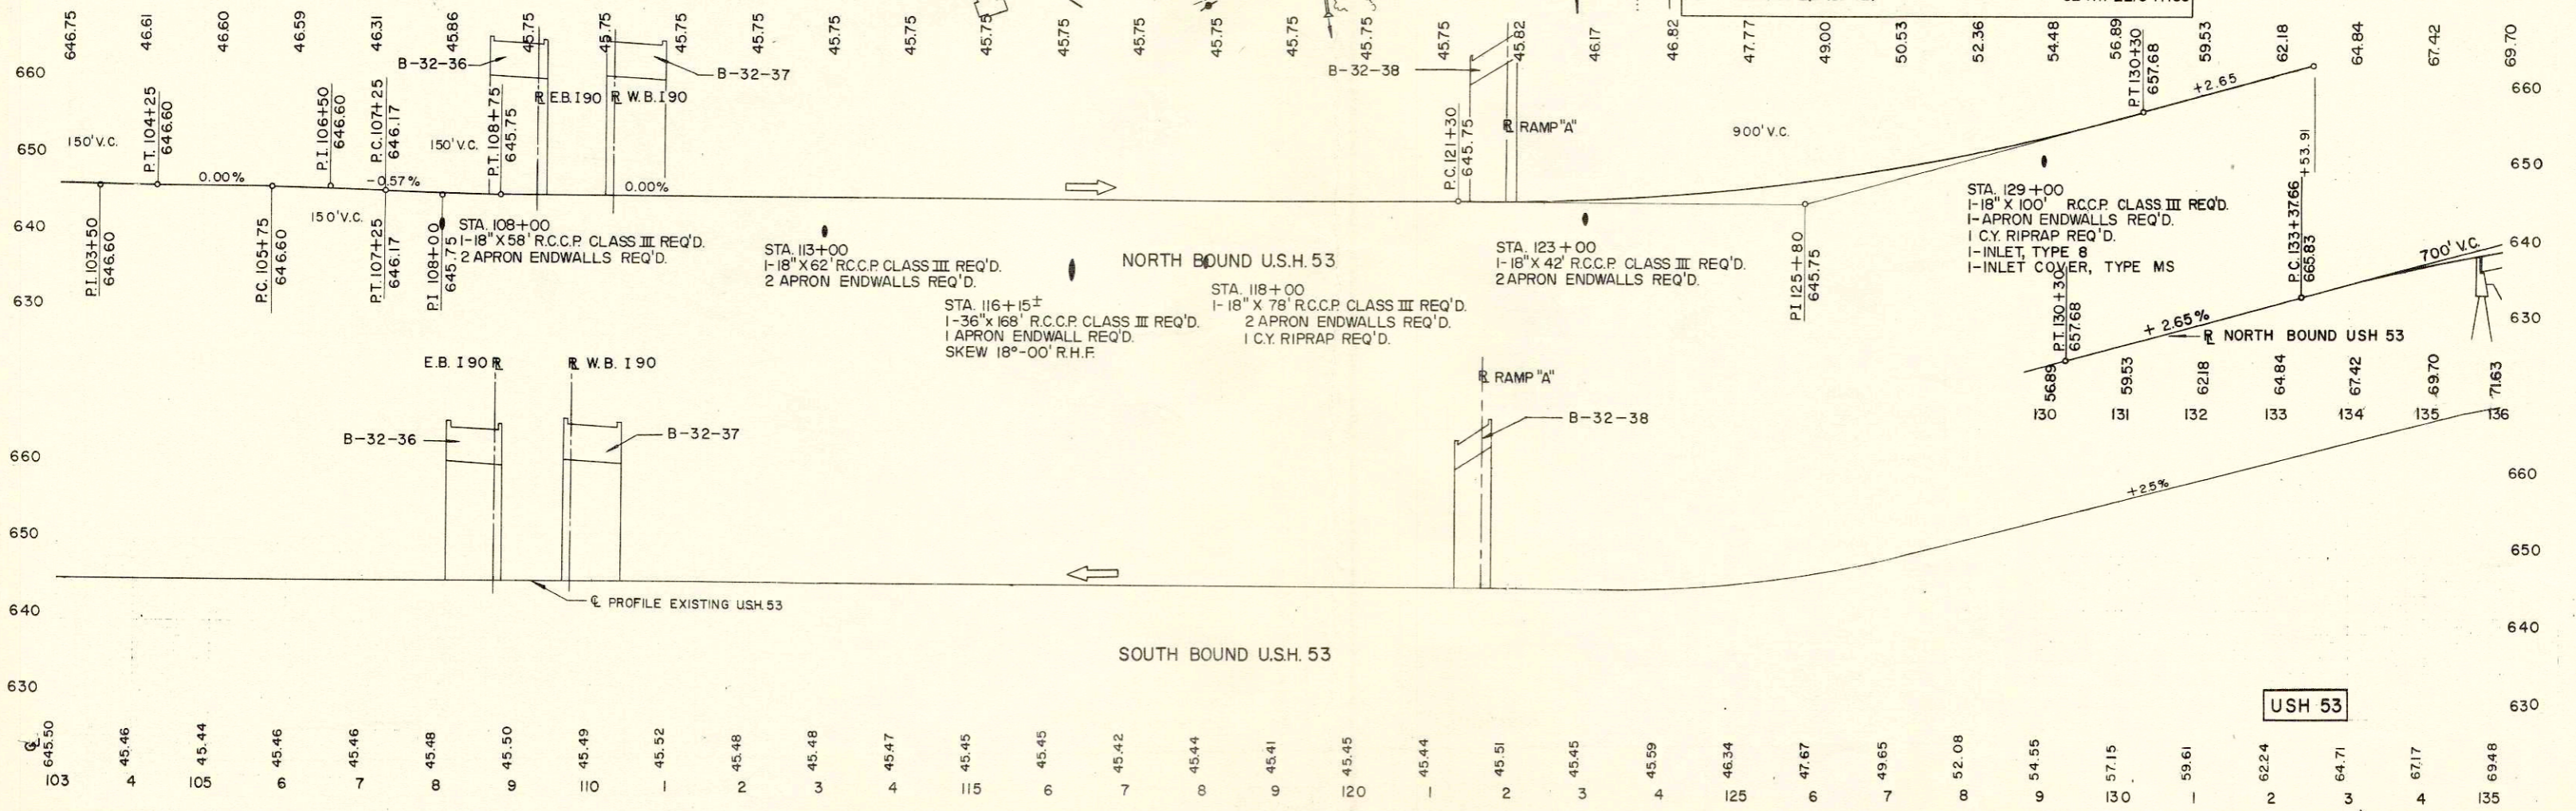 646.75 46.61 46.60 46.59 46.31 45.86 45.75 45.75 45.75 45.75 45.75 45.75 45.75 45.75 45.75 45.75 45.75 45.75 45.75 45.82 46.17 46.82 47.77 49.00 50.53 52.36 54.48 56.89 59.53 62.18 64.84 67.42 69.70
660
B-32-36
B-32-37
B-32-38
P.T. 130+30
657.68
+2.65
660
150' V.C.
P.T. 104+25
646.60
P.I. 106+50
646.60
P.C. 107+25
646.17
150' V.C.
P.T. 108+75
645.75
R E.B. I 90
R W.B. I 90
P.C. 121+30
645.75
R RAMP "A"
900' V.C.
+53.91
650
650
0.00%
-0.57%
0.00%
P.I. 103+50
646.60
P.C. 105+75
646.60
150' V.C.
P.T. 107+25
646.17
P.I. 108+00
645.75
STA. 108+00
1-18" X 58' R.C.C.P. CLASS III REQ'D.
2 APRON ENDWALLS REQ'D.
STA. 113+00
1-18" X 62' R.C.C.P. CLASS III REQ'D.
2 APRON ENDWALLS REQ'D.
NORTH BOUND U.S.H. 53
STA. 116+15±
1-36" x 168' R.C.C.P. CLASS III REQ'D.
1 APRON ENDWALL REQ'D.
SKEW 18°-00' R.H.F.
STA. 118+00
1-18" X 78' R.C.C.P. CLASS III REQ'D.
2 APRON ENDWALLS REQ'D.
1 C.Y. RIPRAP REQ'D.
STA. 123+00
1-18" X 42' R.C.C.P. CLASS III REQ'D.
2 APRON ENDWALLS REQ'D.
P.I 125+80
645.75
STA. 129+00
1-18" X 100' R.C.C.P. CLASS III REQ'D.
1-APRON ENDWALLS REQ'D.
1 C.Y. RIPRAP REQ'D.
1-INLET, TYPE 8
1-INLET COVER, TYPE MS
P.C. 133+37.66
665.83
700' V.C.
640
640
630
630
P.T. 130+30
657.68
+ 2.65%
R NORTH BOUND USH 53
56.89 59.53 62.18 64.84 67.42 69.70 71.63
130 131 132 133 134 135 136
E.B. I 90 R
R W.B. I 90
R RAMP "A"
B-32-36
B-32-37
B-32-38
660
660
+2.5%
650
650
℄ PROFILE EXISTING U.S.H. 53
640
640
SOUTH BOUND U.S.H. 53
630
630
USH 53
℄ 645.50 45.46 45.44 45.46 45.46 45.48 45.50 45.49 45.52 45.48 45.48 45.47 45.45 45.45 45.42 45.44 45.41 45.45 45.44 45.51 45.45 45.59 46.34 47.67 49.65 52.08 54.55 57.15 59.61 62.24 64.71 67.17 69.48
103 4 105 6 7 8 9 110 1 2 3 4 115 6 7 8 9 120 1 2 3 4 125 6 7 8 9 130 1 2 3 4 135